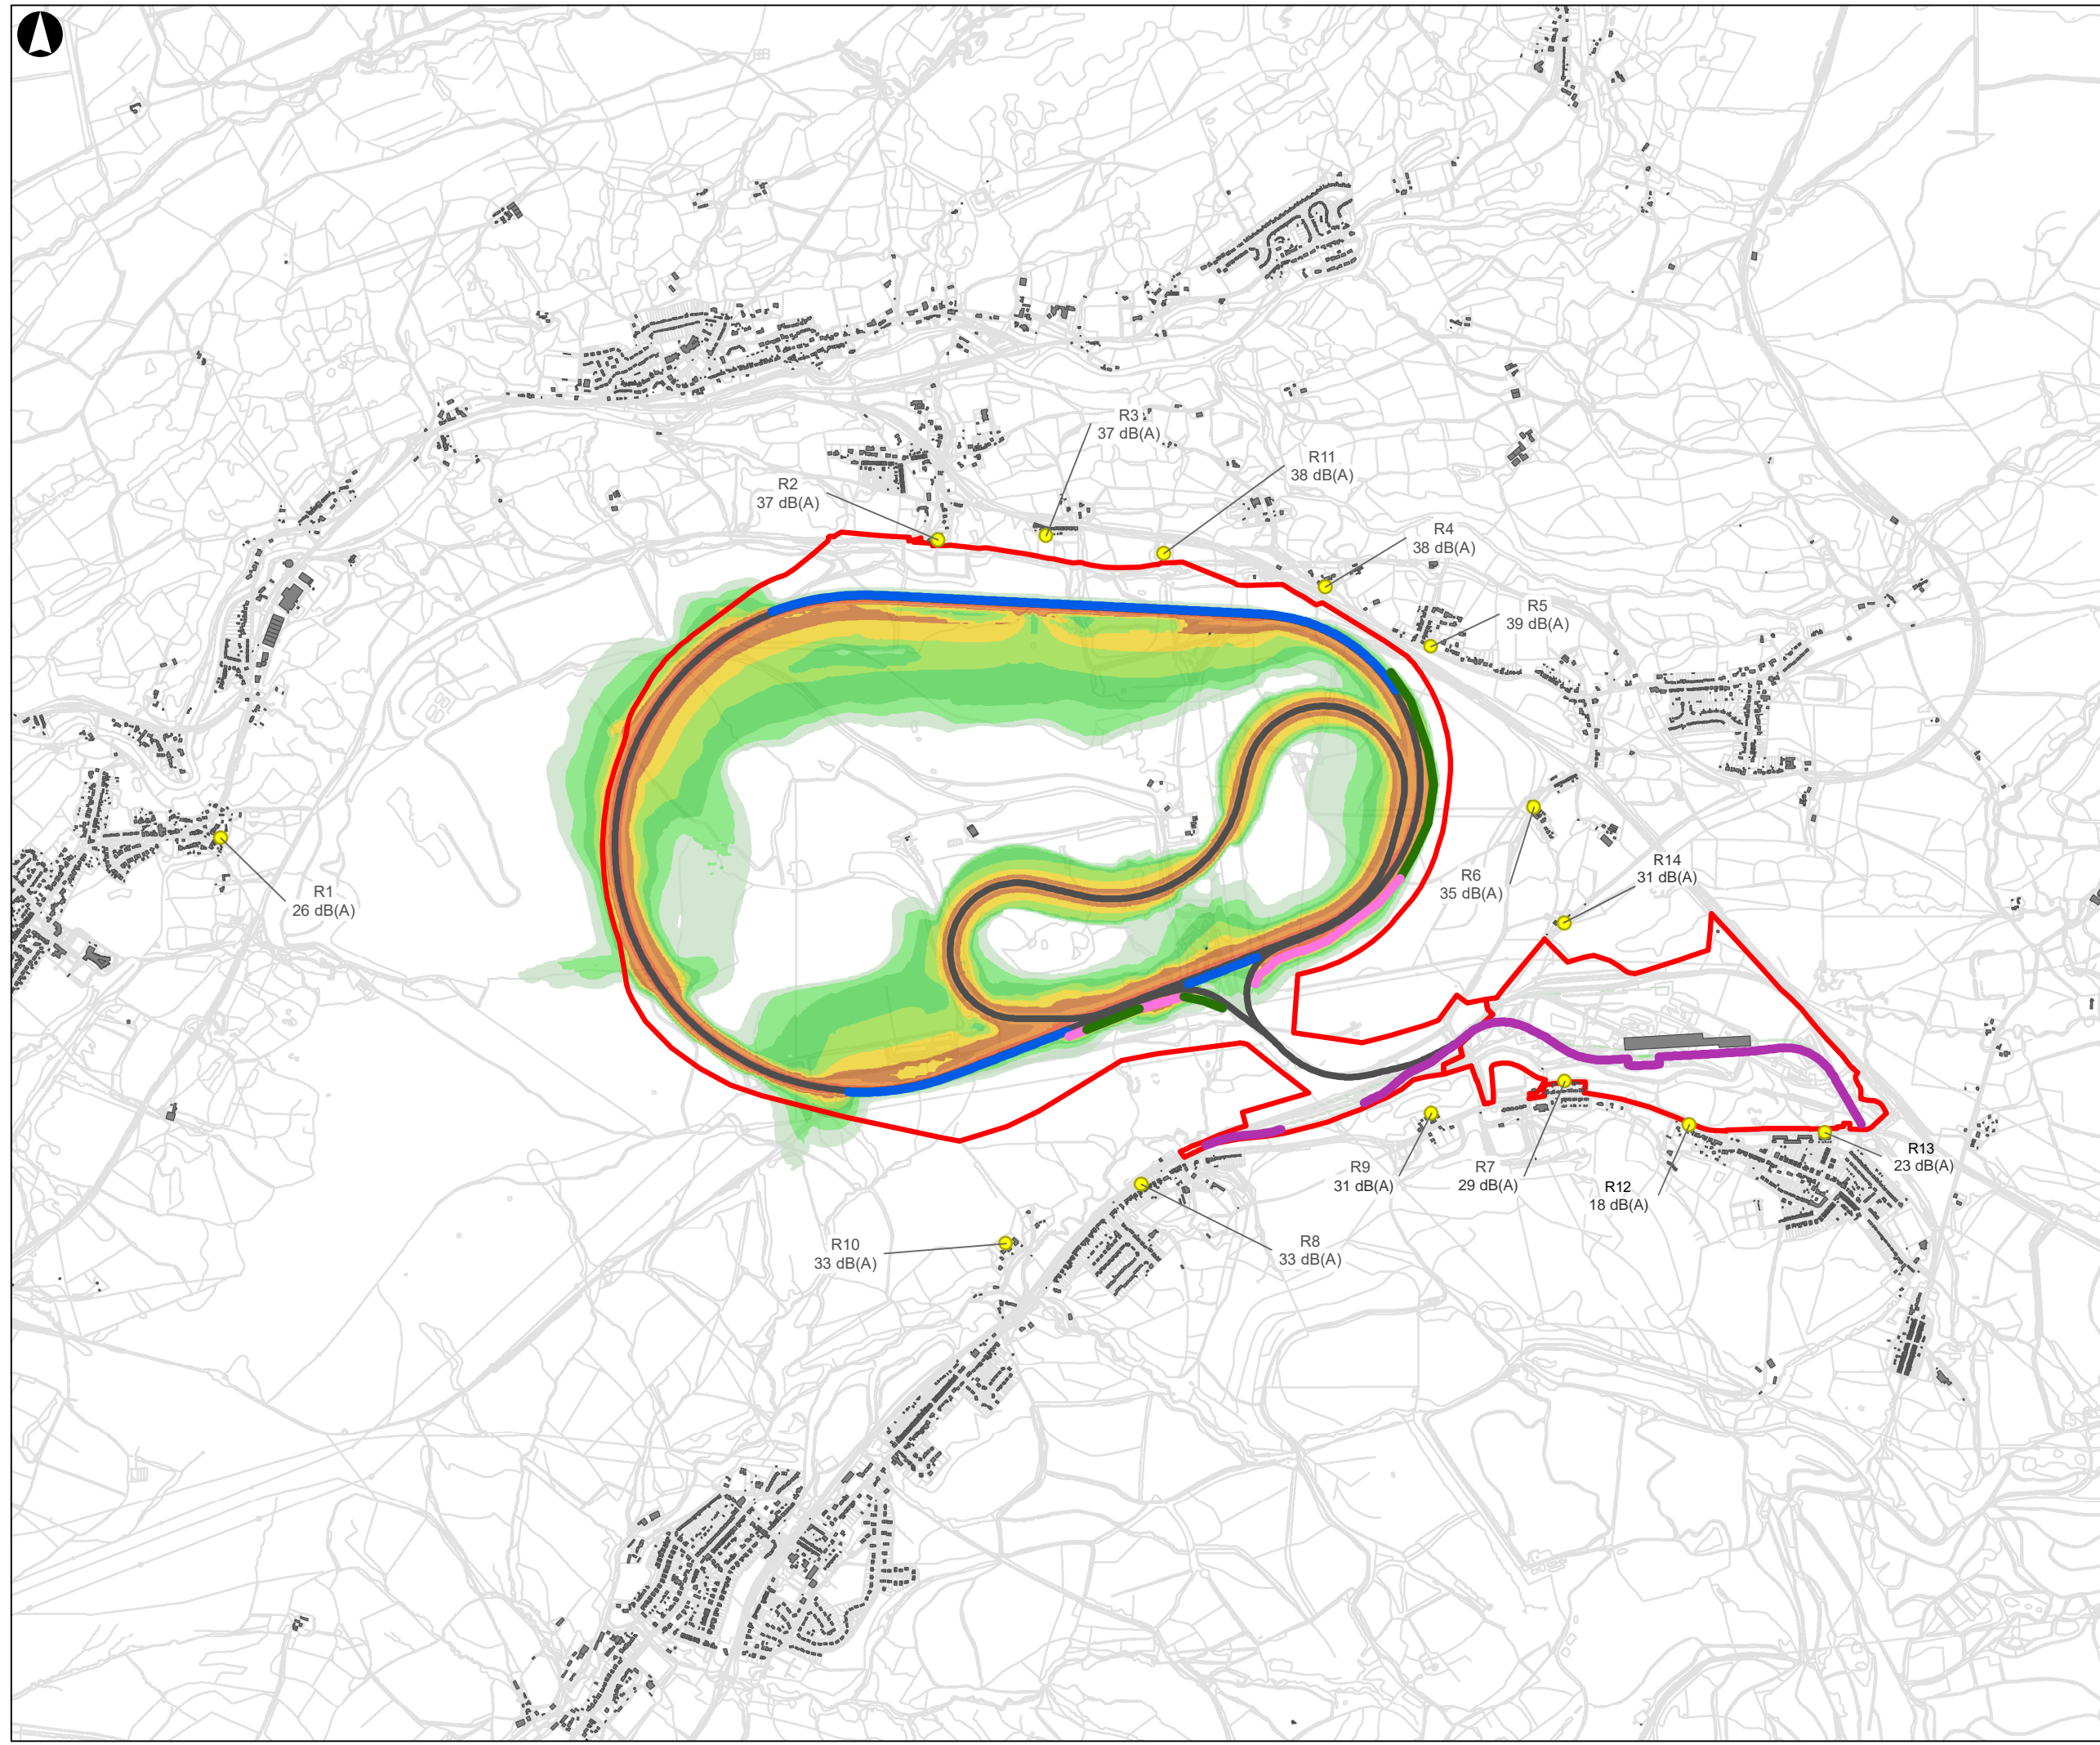 R3
37 dB(A)
R11
38 dB(A)
R2
37 dB(A)
R4
38 dB(A)
R5
39 dB(A)
R14
31 dB(A)
R6
35 dB(A)
R1
26 dB(A)
R13
23 dB(A)
R9
31 dB(A)
R7
29 dB(A)
R12
18 dB(A)
R10
33 dB(A)
R8
33 dB(A)